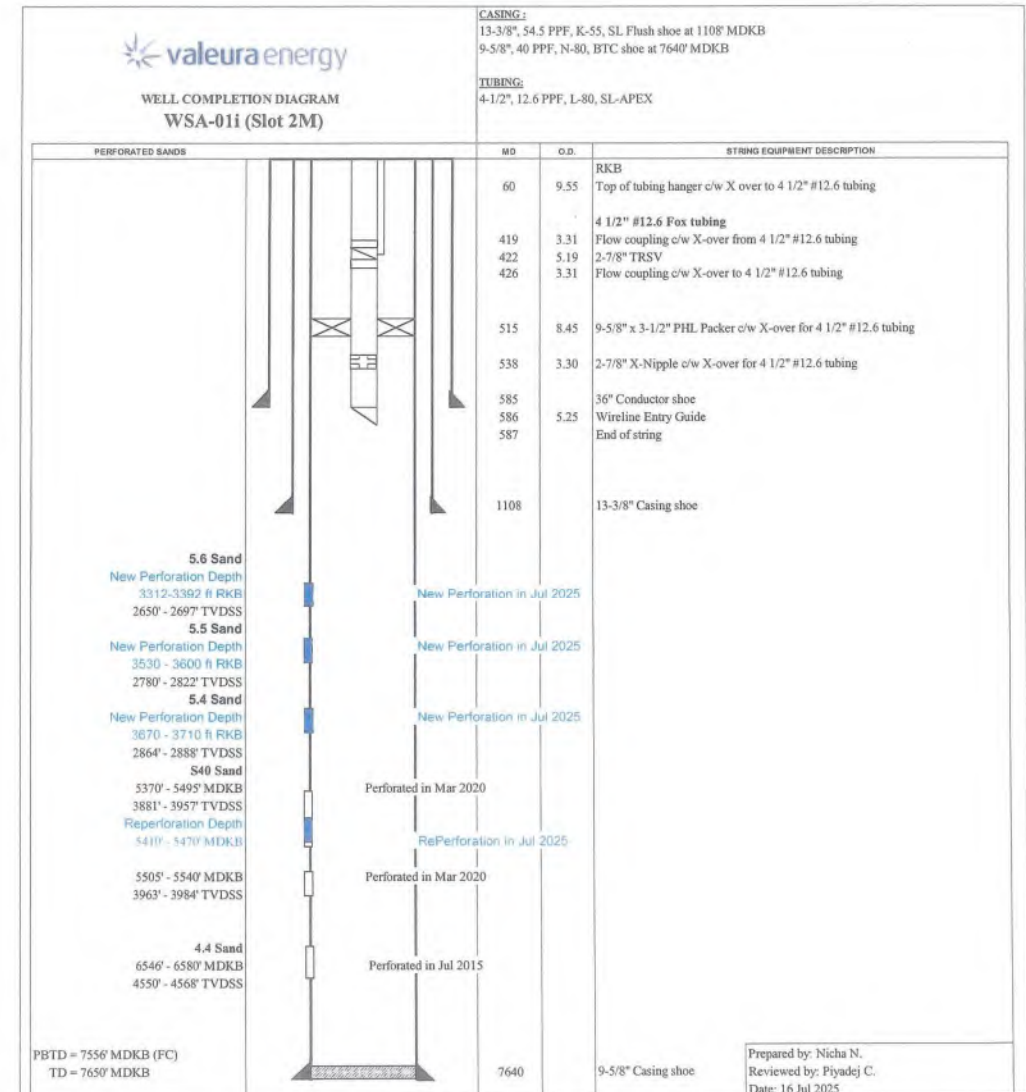 CASING :
13-3/8", 54.5 PPF, K-55, SL Flush shoe at 1108' MDKB
9-5/8", 40 PPF, N-80, BTC shoe at 7640' MDKB
valeura energy
TUBING:
4-1/2", 12.6 PPF, L-80, SL-APEX
WELL COMPLETION DIAGRAM
WSA-01i (Slot 2M)
PERFORATED SANDS MD O.D. STRING EQUIPMENT DESCRIPTION
RKB
60 9.55 Top of tubing hanger c/w X over to 4 1/2" #12.6 tubing
4 1/2" #12.6 Fox tubing
419 3.31 Flow coupling c/w X-over from 4 1/2" #12.6 tubing
422 5.19 2-7/8" TRSV
426 3.31 Flow coupling c/w X-over to 4 1/2" #12.6 tubing
515 8.45 9-5/8" x 3-1/2" PHL Packer c/w X-over for 4 1/2" #12.6 tubing
538 3.30 2-7/8" X-Nipple c/w X-over for 4 1/2" #12.6 tubing
585 36" Conductor shoe
586 5.25 Wireline Entry Guide
587 End of string
1108 13-3/8" Casing shoe
5.6 Sand
New Perforation Depth
3312-3392 ft RKB New Perforation in Jul 2025
2650' - 2697' TVDSS
5.5 Sand
New Perforation Depth New Perforation in Jul 2025
3530 - 3600 ft RKB
2780' - 2822' TVDSS
5.4 Sand
New Perforation Depth New Perforation in Jul 2025
3670 - 3710 ft RKB
2864' - 2888' TVDSS
S40 Sand
5370' - 5495' MDKB Perforated in Mar 2020
3881' - 3957' TVDSS
Reperforation Depth
5410' - 5470' MDKB RePerforation in Jul 2025
5505' - 5540' MDKB Perforated in Mar 2020
3963' - 3984' TVDSS
4.4 Sand
6546' - 6580' MDKB Perforated in Jul 2015
4550' - 4568' TVDSS
PBTD = 7556' MDKB (FC)
TD = 7650' MDKB 7640 9-5/8" Casing shoe
Prepared by: Nicha N.
Reviewed by: Piyadej C.
Date: 16 Jul 2025